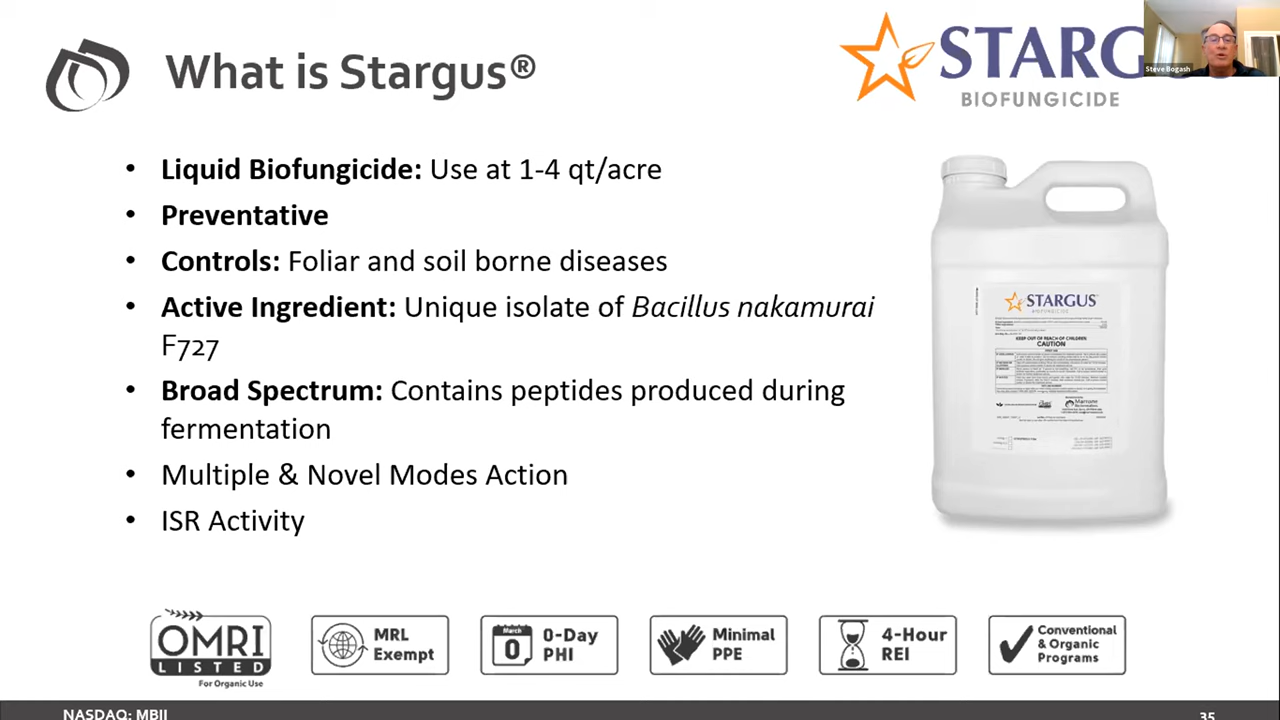 What is Stargus®
STARG
BIOFUNGICIDE
Steve Bogash
• Liquid Biofungicide: Use at 1-4 qt/acre
• Preventative
• Controls: Foliar and soil borne diseases
• Active Ingredient: Unique isolate of Bacillus nakamurai
F727
• Broad Spectrum: Contains peptides produced during
fermentation
• Multiple & Novel Modes Action
• ISR Activity
STARGUS
BIOFUNGICIDE
KEEP OUT OF REACH OF CHILDREN
CAUTION
Marrone
OMRI
LISTED
For Organic Use
MRL
Exempt
March
0
0-Day
PHI
Minimal
PPE
4-Hour
REI
Conventional
& Organic
Programs
NASDAQ: MBII
35